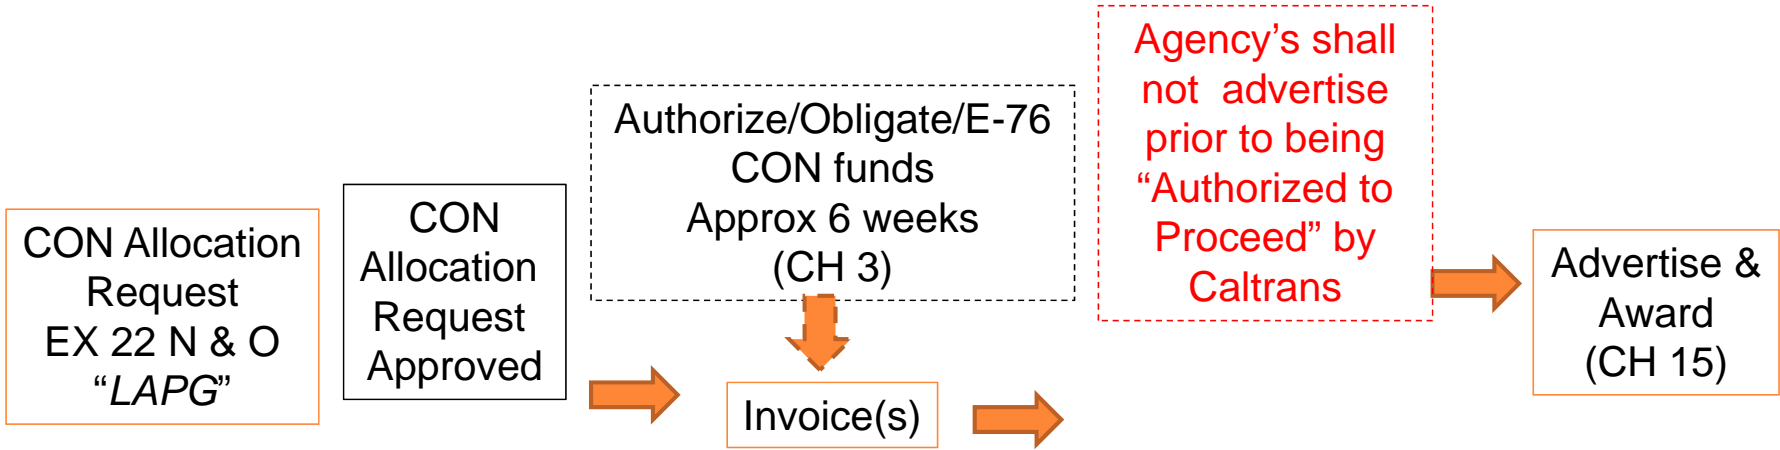 CON Allocation
Request
EX 22 N & O
“LAPG”
CON
Allocation
Request
Approved
Authorize/Obligate/E-76
CON funds
Approx 6 weeks
(CH 3)
Invoice(s)
Agency’s shall
not advertise
prior to being
“Authorized to
Proceed” by
Caltrans
Advertise &
Award
(CH 15)